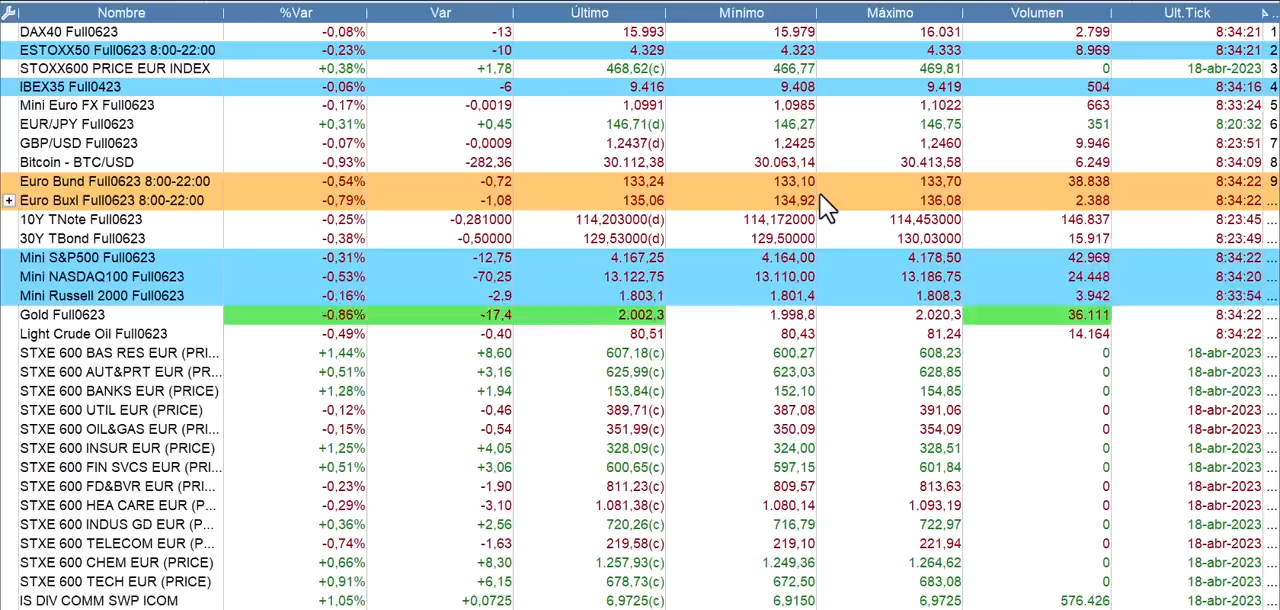 Nombre %Var Var Último Mínimo Máximo Volumen Ult.Tick
DAX40 Full0623 -0,08% -13 15.993 15.979 16.031 2.799 8:34:21 1
ESTOXX50 Full0623 8:00-22:00 -0,23% -10 4.329 4.323 4.333 8.969 8:34:21 2
STOXX600 PRICE EUR INDEX +0,38% +1,78 468,62(c) 466,77 469,81 0 18-abr-2023 3
IBEX35 Full0423 -0,06% -6 9.416 9.408 9.419 504 8:34:16 4
Mini Euro FX Full0623 -0,17% -0,0019 1,0991 1,0985 1,1022 663 8:33:24 5
EUR/JPY Full0623 +0,31% +0,45 146,71(d) 146,27 146,75 351 8:20:32 6
GBP/USD Full0623 -0,07% -0,0009 1,2437(d) 1,2425 1,2460 9.946 8:23:51 7
Bitcoin - BTC/USD -0,93% -282,36 30.112,38 30.063,14 30.413,58 6.249 8:34:09 8
Euro Bund Full0623 8:00-22:00 -0,54% -0,72 133,24 133,10 133,70 38.838 8:34:22 9
Euro Buxl Full0623 8:00-22:00 -0,79% -1,08 135,06 134,92 136,08 2.388 8:34:22 ...
10Y TNote Full0623 -0,25% -0,281000 114,203000(d) 114,172000 114,453000 146.837 8:23:45 ...
30Y TBond Full0623 -0,38% -0,50000 129,53000(d) 129,50000 130,03000 15.917 8:23:49 ...
Mini S&P500 Full0623 -0,31% -12,75 4.167,25 4.164,00 4.178,50 42.969 8:34:22 ...
Mini NASDAQ100 Full0623 -0,53% -70,25 13.122,75 13.110,00 13.186,75 24.448 8:34:20 ...
Mini Russell 2000 Full0623 -0,16% -2,9 1.803,1 1.801,4 1.808,3 3.942 8:33:54 ...
Gold Full0623 -0,86% -17,4 2.002,3 1.998,8 2.020,3 36.111 8:34:22 ...
Light Crude Oil Full0623 -0,49% -0,40 80,51 80,43 81,24 14.164 8:34:22 ...
STXE 600 BAS RES EUR (PRI... +1,44% +8,60 607,18(c) 600,27 608,23 0 18-abr-2023 ...
STXE 600 AUT&PRT EUR (PR... +0,51% +3,16 625,99(c) 623,03 628,85 0 18-abr-2023 ...
STXE 600 BANKS EUR (PRICE) +1,28% +1,94 153,84(c) 152,10 154,85 0 18-abr-2023 ...
STXE 600 UTIL EUR (PRICE) -0,12% -0,46 389,71(c) 387,08 391,06 0 18-abr-2023 ...
STXE 600 OIL&GAS EUR (PRI... -0,15% -0,54 351,99(c) 350,09 354,09 0 18-abr-2023 ...
STXE 600 INSUR EUR (PRICE) +1,25% +4,05 328,09(c) 324,00 328,51 0 18-abr-2023 ...
STXE 600 FIN SVCS EUR (PRI... +0,51% +3,06 600,65(c) 597,15 601,84 0 18-abr-2023 ...
STXE 600 FD&BVR EUR (PRI... -0,23% -1,90 811,23(c) 809,57 813,63 0 18-abr-2023 ...
STXE 600 HEA CARE EUR (P... -0,29% -3,10 1.081,38(c) 1.080,14 1.093,19 0 18-abr-2023 ...
STXE 600 INDUS GD EUR (P... +0,36% +2,56 720,26(c) 716,79 722,97 0 18-abr-2023 ...
STXE 600 TELECOM EUR (P... -0,74% -1,63 219,58(c) 219,10 221,94 0 18-abr-2023 ...
STXE 600 CHEM EUR (PRICE) +0,66% +8,30 1.257,93(c) 1.249,36 1.264,62 0 18-abr-2023 ...
STXE 600 TECH EUR (PRICE) +0,91% +6,15 678,73(c) 672,50 683,08 0 18-abr-2023 ...
IS DIV COMM SWP ICOM +1,05% +0,0725 6,9725(c) 6,9150 6,9725 576.426 18-abr-2023 ...